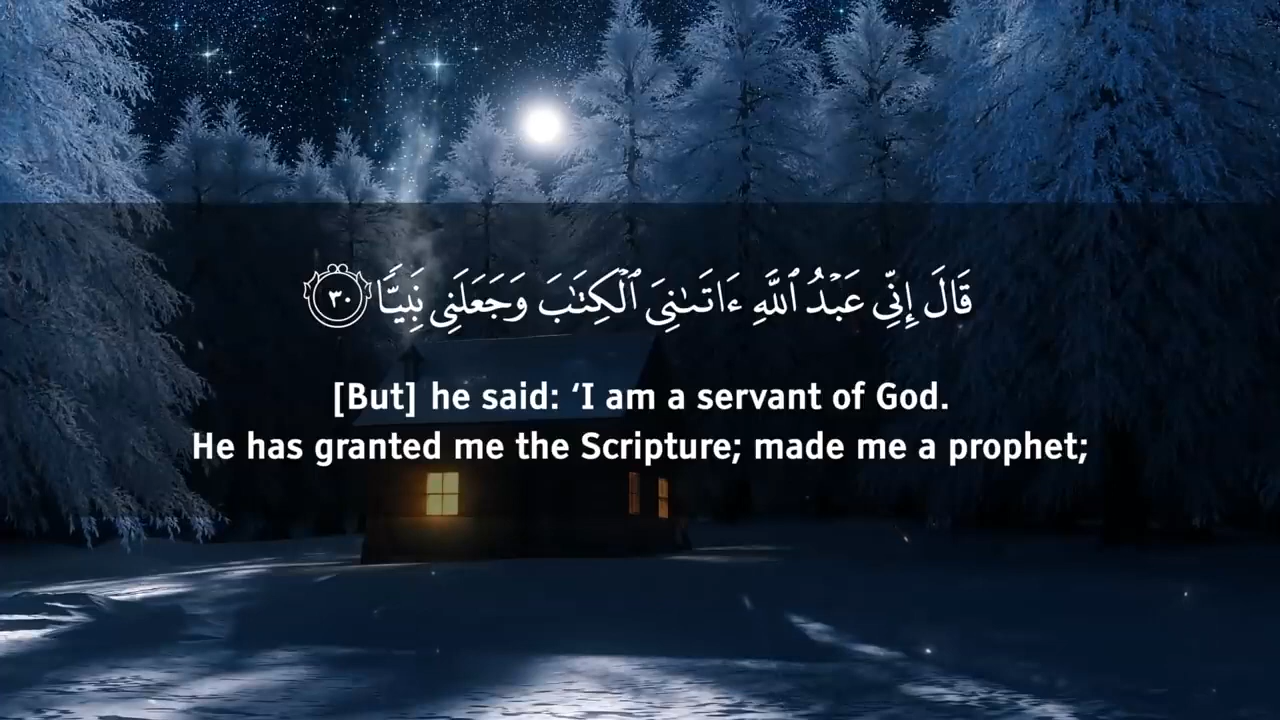 قَالَ إِنِّى عَبْدُ ٱللَّهِ ءَاتَىٰنِىَ ٱلْكِتَـٰبَ وَجَعَلَنِى نَبِيًّا ٣٠
[But] he said: ‘I am a servant of God.
He has granted me the Scripture; made me a prophet;